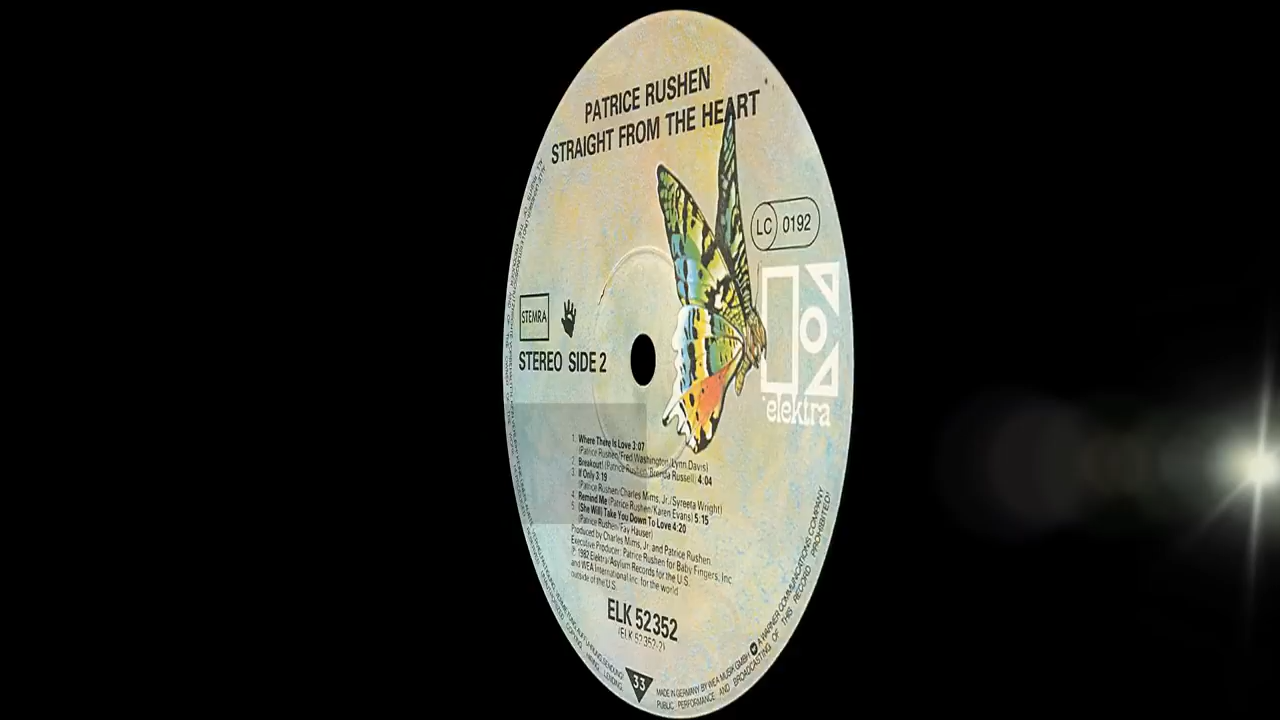 PATRICE RUSHEN
STRAIGHT FROM THE HEART
LC 0192
STEMRA
STEREO SIDE 2
elektra
1. Where There Is Love 3:07
(Patrice Rushen/Fred Washington/Lynn Davis)
2. Breakout! (Patrice Rushen/Brenda Russell) 4:04
3. If Only 3:19
(Patrice Rushen/Charles Mims, Jr./Syreeta Wright)
4. Remind Me (Patrice Rushen/Karen Evans) 5:15
5. (She Will) Take You Down To Love 4:20
(Patrice Rushen/Fay Hauser)
Produced by Charles Mims, Jr. and Patrice Rushen
Executive Producer: Patrice Rushen for Baby Fingers, Inc.
℗ 1982 Elektra/Asylum Records for the U.S.
and WEA International Inc. for the world
outside of the U.S.
ELK 52 352
(ELK 52 352-2)
33
MADE IN GERMANY BY WEA MUSIK GMBH A WARNER COMMUNICATIONS COMPANY
PUBLIC PERFORMANCE AND BROADCASTING OF THIS RECORD PROHIBITED!